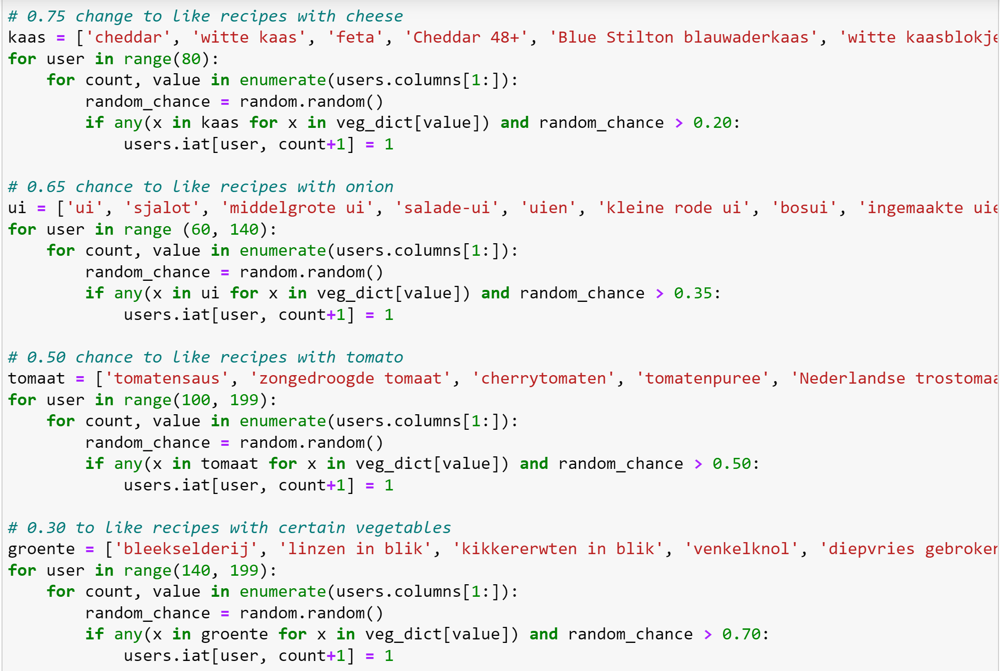 # 0.75 change to like recipes with cheese
kaas = ['cheddar', 'witte kaas', 'feta', 'Cheddar 48+', 'Blue Stilton blauwaderkaas', 'witte kaasblokje
for user in range(80):
    for count, value in enumerate(users.columns[1:]):
        random_chance = random.random()
        if any(x in kaas for x in veg_dict[value]) and random_chance > 0.20:
            users.iat[user, count+1] = 1

# 0.65 chance to like recipes with onion
ui = ['ui', 'sjalot', 'middelgrote ui', 'salade-ui', 'uien', 'kleine rode ui', 'bosui', 'ingemaakte uie
for user in range (60, 140):
    for count, value in enumerate(users.columns[1:]):
        random_chance = random.random()
        if any(x in ui for x in veg_dict[value]) and random_chance > 0.35:
            users.iat[user, count+1] = 1

# 0.50 chance to like recipes with tomato
tomaat = ['tomatensaus', 'zongedroogde tomaat', 'cherrytomaten', 'tomatenpuree', 'Nederlandse trostomaa
for user in range(100, 199):
    for count, value in enumerate(users.columns[1:]):
        random_chance = random.random()
        if any(x in tomaat for x in veg_dict[value]) and random_chance > 0.50:
            users.iat[user, count+1] = 1

# 0.30 to like recipes with certain vegetables
groente = ['bleekselderij', 'linzen in blik', 'kikkererwten in blik', 'venkelknol', 'diepvries gebroken
for user in range(140, 199):
    for count, value in enumerate(users.columns[1:]):
        random_chance = random.random()
        if any(x in groente for x in veg_dict[value]) and random_chance > 0.70:
            users.iat[user, count+1] = 1